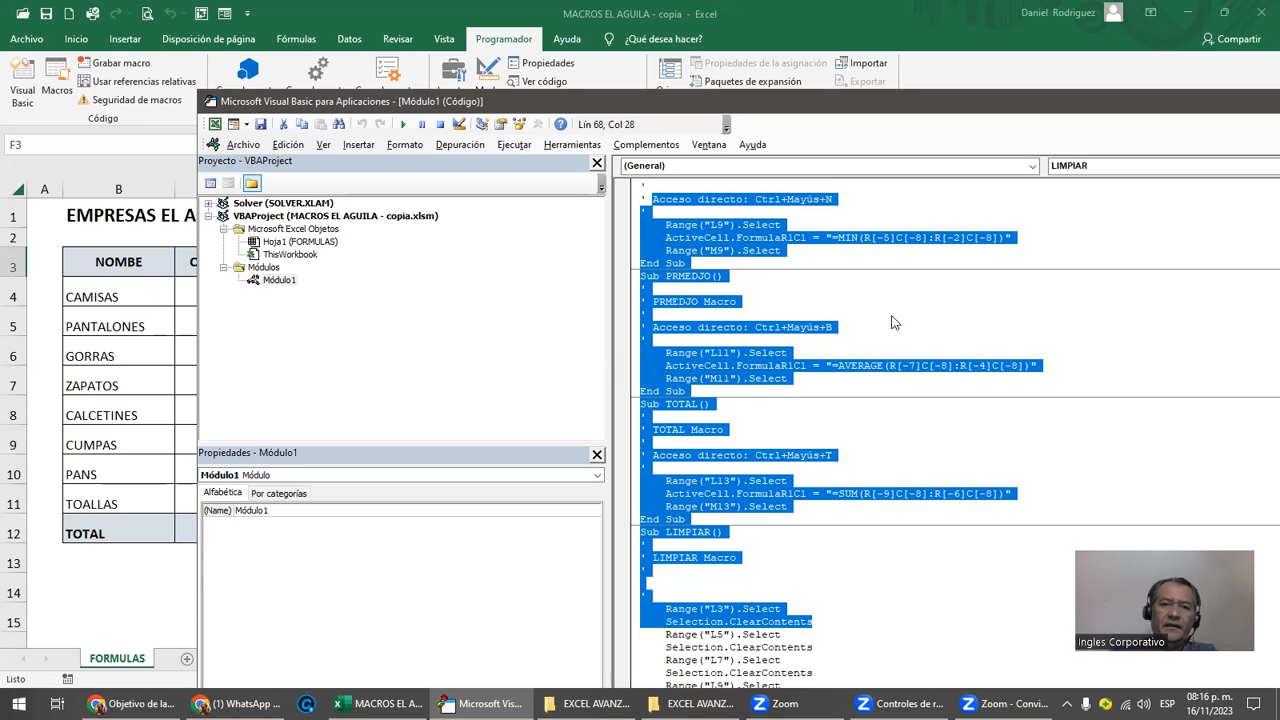 MACROS EL AGUILA - copia - Excel
Daniel Rodriguez
Archivo Inicio Insertar Disposición de página Fórmulas Datos Revisar Vista Programador Ayuda ¿Qué desea hacer? Compartir
Visual Basic
Macros
Grabar macro
Usar referencias relativas
Seguridad de macros
Código
Propiedades
Ver código
Propiedades de la asignación
Paquetes de expansión
Importar
Exportar
Microsoft Visual Basic para Aplicaciones - [Módulo1 (Código)]
Lín 68, Col 28
Archivo Edición Ver Insertar Formato Depuración Ejecutar Herramientas Complementos Ventana Ayuda
F3
Proyecto - VBAProject
Solver (SOLVER.XLAM)
VBAProject (MACROS EL AGUILA - copia.xlsm)
Microsoft Excel Objetos
Hoja1 (FORMULAS)
ThisWorkbook
Módulos
Módulo1
Propiedades - Módulo1
Módulo1 Módulo
Alfabética Por categorías
(Name) Módulo1
A B
EMPRESAS EL A
2
3 NOMBE C
4 CAMISAS
5 PANTALONES
6 GORRAS
7 ZAPATOS
8 CALCETINES
9 CUMPAS
10 PANS
11 TOALLAS
12 TOTAL
14
15
FORMULAS
Listo
(General) LIMPIAR
'
' Acceso directo: Ctrl+Mayús+N
'
Range("L9").Select
ActiveCell.FormulaR1C1 = "=MIN(R[-5]C[-8]:R[-2]C[-8])"
Range("M9").Select
End Sub
Sub PRMEDJO()
'
' PRMEDJO Macro
'
' Acceso directo: Ctrl+Mayús+B
'
Range("L11").Select
ActiveCell.FormulaR1C1 = "=AVERAGE(R[-7]C[-8]:R[-4]C[-8])"
Range("M11").Select
End Sub
Sub TOTAL()
'
' TOTAL Macro
'
' Acceso directo: Ctrl+Mayús+T
'
Range("L13").Select
ActiveCell.FormulaR1C1 = "=SUM(R[-9]C[-8]:R[-6]C[-8])"
Range("M13").Select
End Sub
Sub LIMPIAR()
'
' LIMPIAR Macro
'
'
Range("L3").Select
Selection.ClearContents
Range("L5").Select
Selection.ClearContents
Range("L7").Select
Selection.ClearContents
Range("L9").Select
Ingles Corporativo
Objetivo de la...
(1) WhatsApp ...
MACROS EL A...
Microsoft Vis...
EXCEL AVANZ...
EXCEL AVANZ...
Zoom
Controles de r...
Zoom - Convi...
ESP
08:16 p. m.
16/11/2023